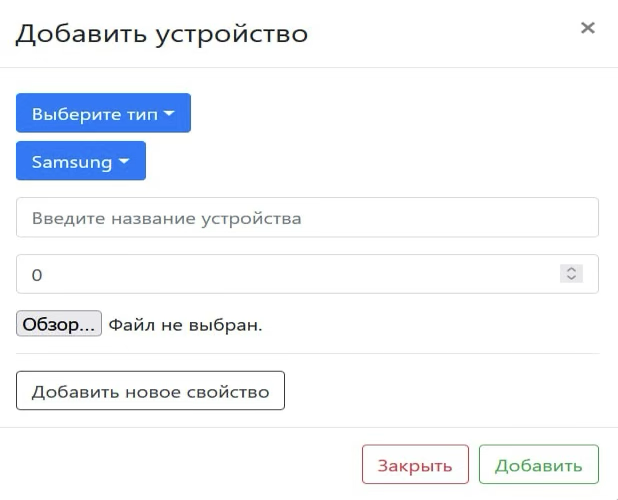 Добавить устройство ×
Выберите тип
Samsung
Введите название устройства
0
Обзор... Файл не выбран.
Добавить новое свойство
Закрыть Добавить